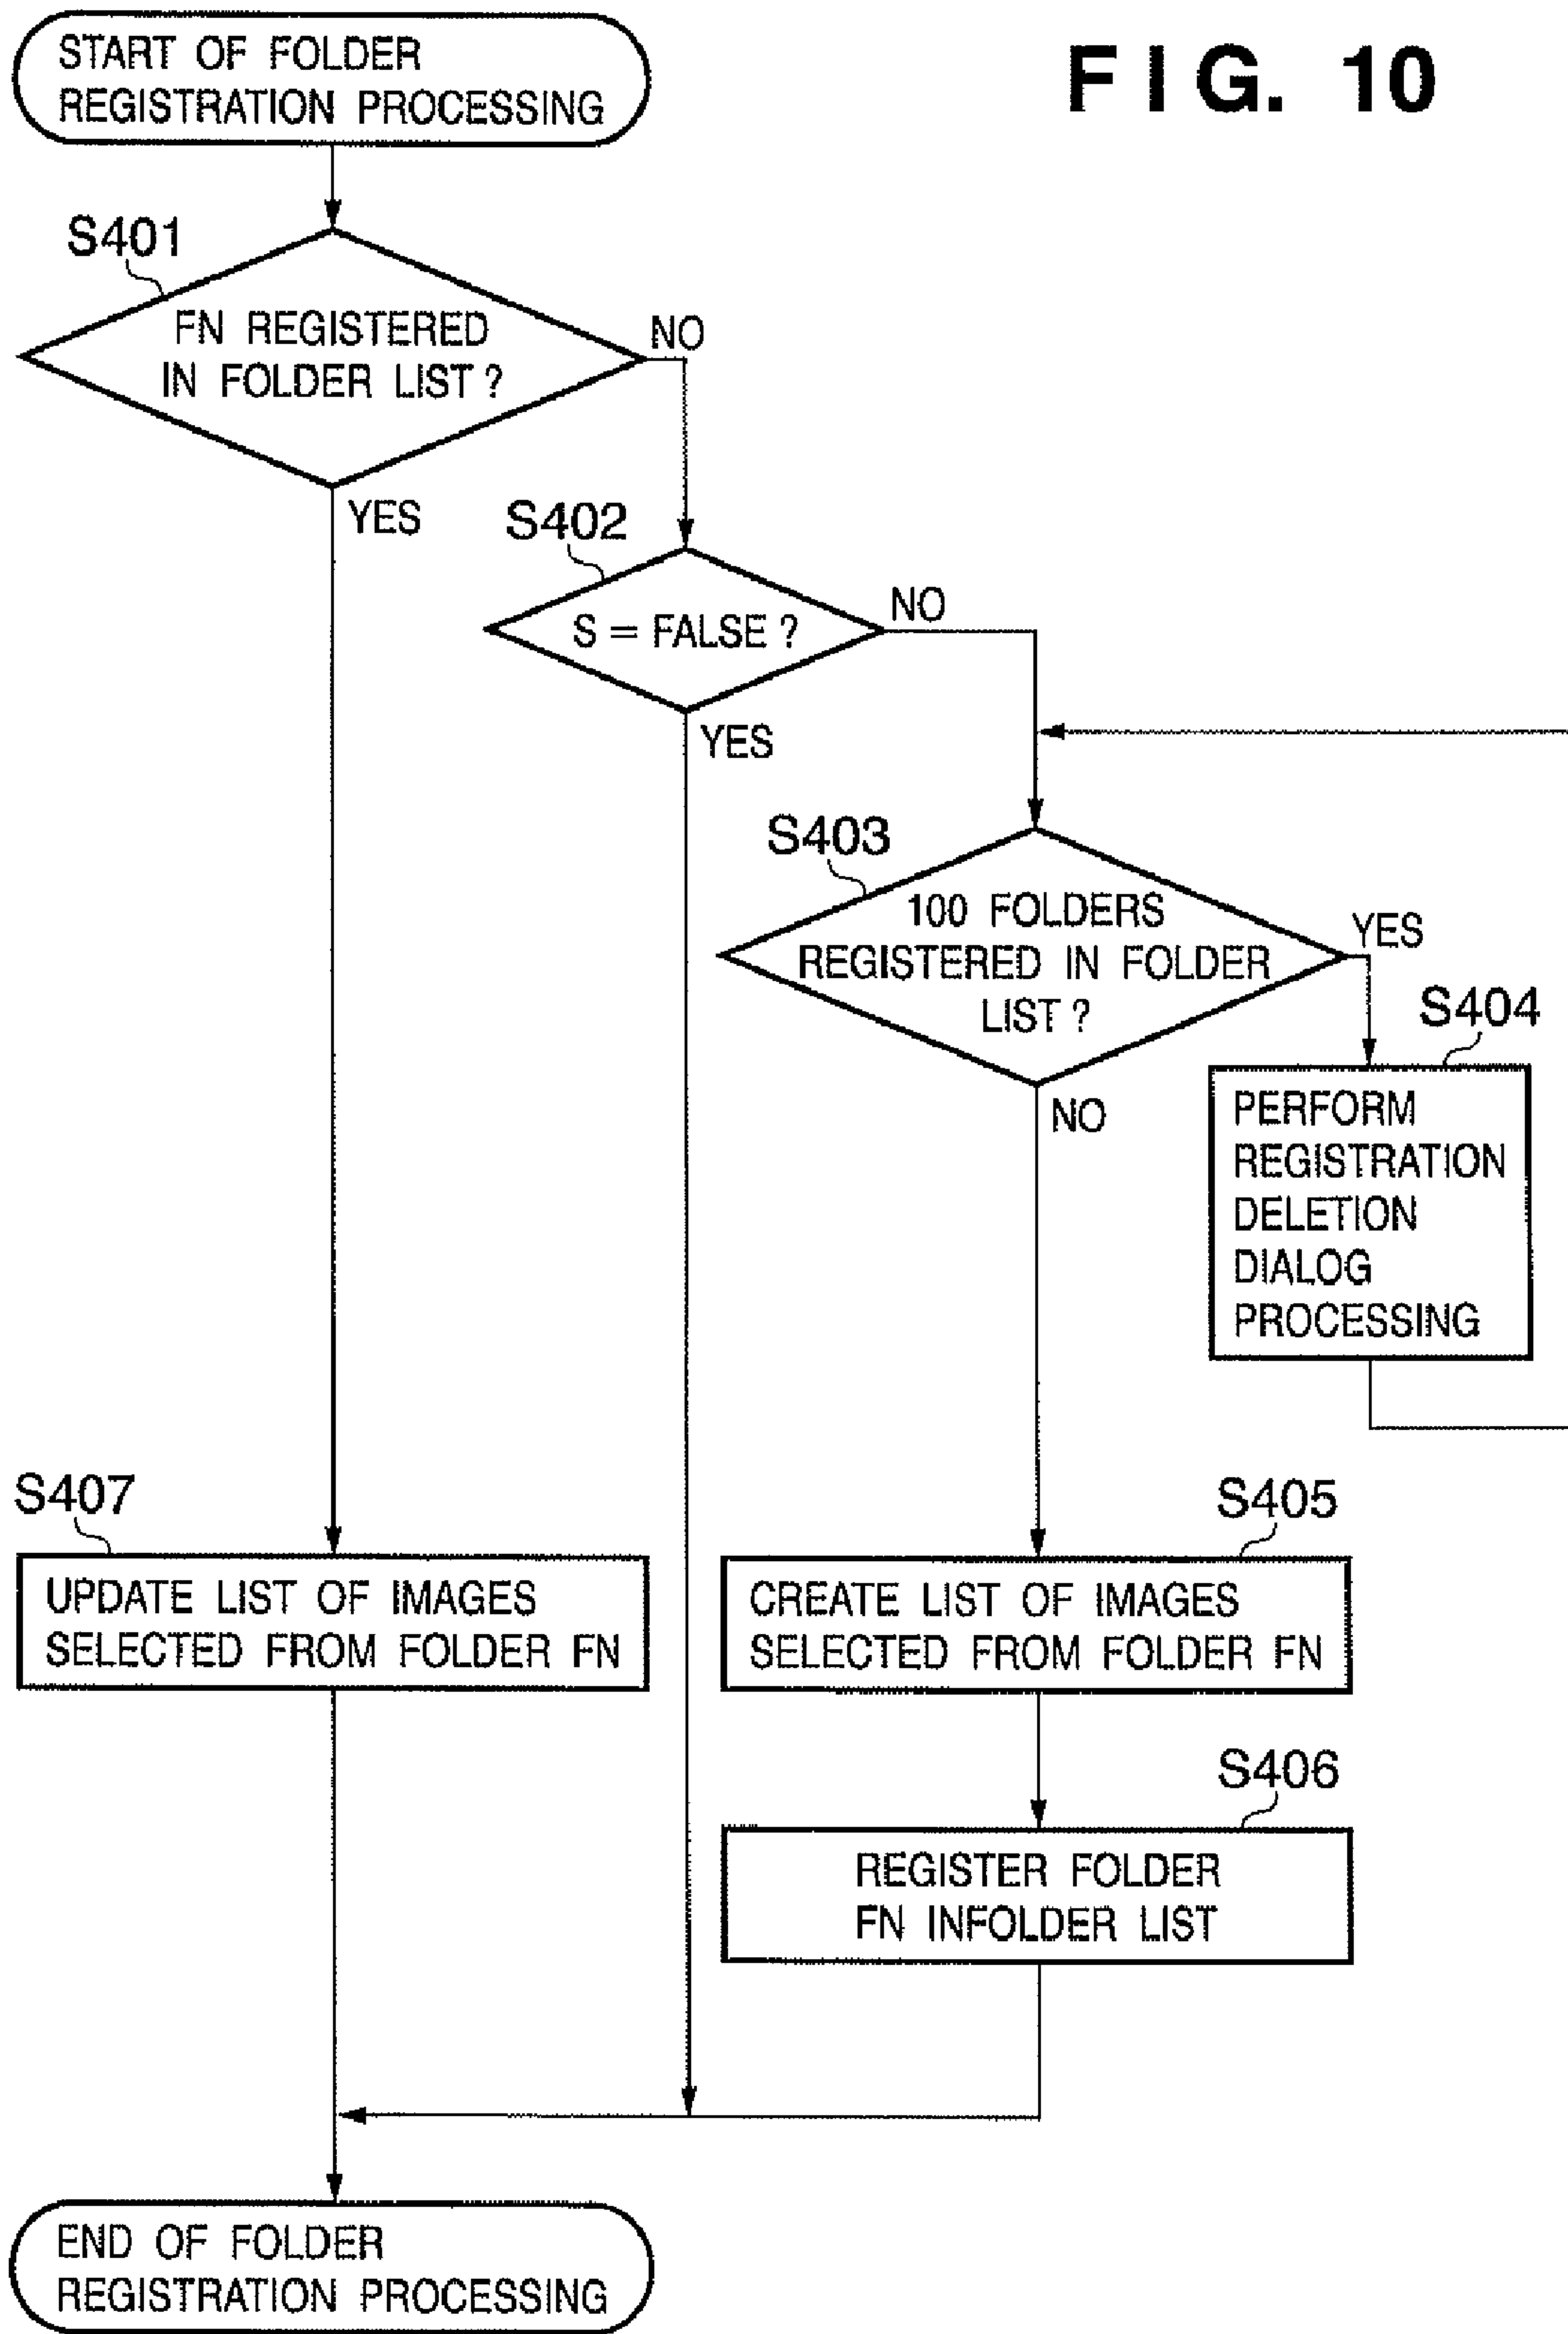 START OF FOLDER
REGISTRATION PROCESSING
F I G. 10
S401
FN REGISTERED
IN FOLDER LIST ?
NO
YES
S402
S = FALSE ?
NO
YES
S403
100 FOLDERS
REGISTERED IN FOLDER
LIST ?
YES
NO
S404
PERFORM
REGISTRATION
DELETION
DIALOG
PROCESSING
S407
UPDATE LIST OF IMAGES
SELECTED FROM FOLDER FN
S405
CREATE LIST OF IMAGES
SELECTED FROM FOLDER FN
S406
REGISTER FOLDER
FN INFOLDER LIST
END OF FOLDER
REGISTRATION PROCESSING